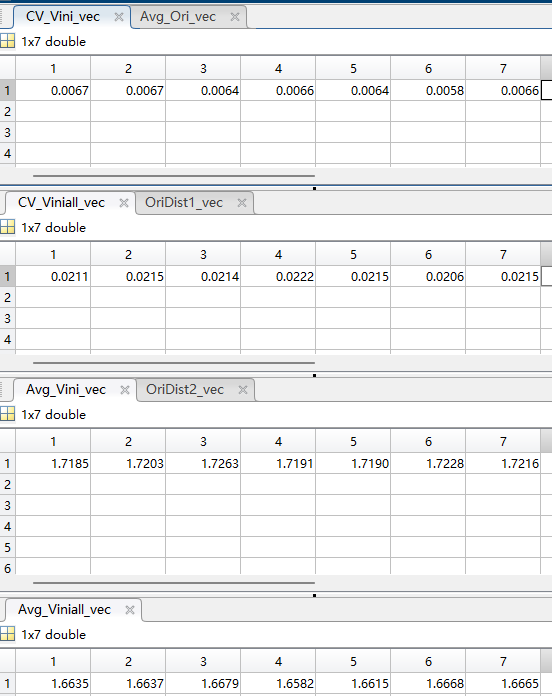 CV_Vini_vec Avg_Ori_vec
1x7 double
1 2 3 4 5 6 7
1 0.0067 0.0067 0.0064 0.0066 0.0064 0.0058 0.0066
2
3
4
CV_Viniall_vec OriDist1_vec
1x7 double
1 2 3 4 5 6 7
1 0.0211 0.0215 0.0214 0.0222 0.0215 0.0206 0.0215
2
3
4
Avg_Vini_vec OriDist2_vec
1x7 double
1 2 3 4 5 6 7
1 1.7185 1.7203 1.7263 1.7191 1.7190 1.7228 1.7216
2
3
4
5
6
Avg_Viniall_vec
1x7 double
1 2 3 4 5 6 7
1 1.6635 1.6637 1.6679 1.6582 1.6615 1.6668 1.6665